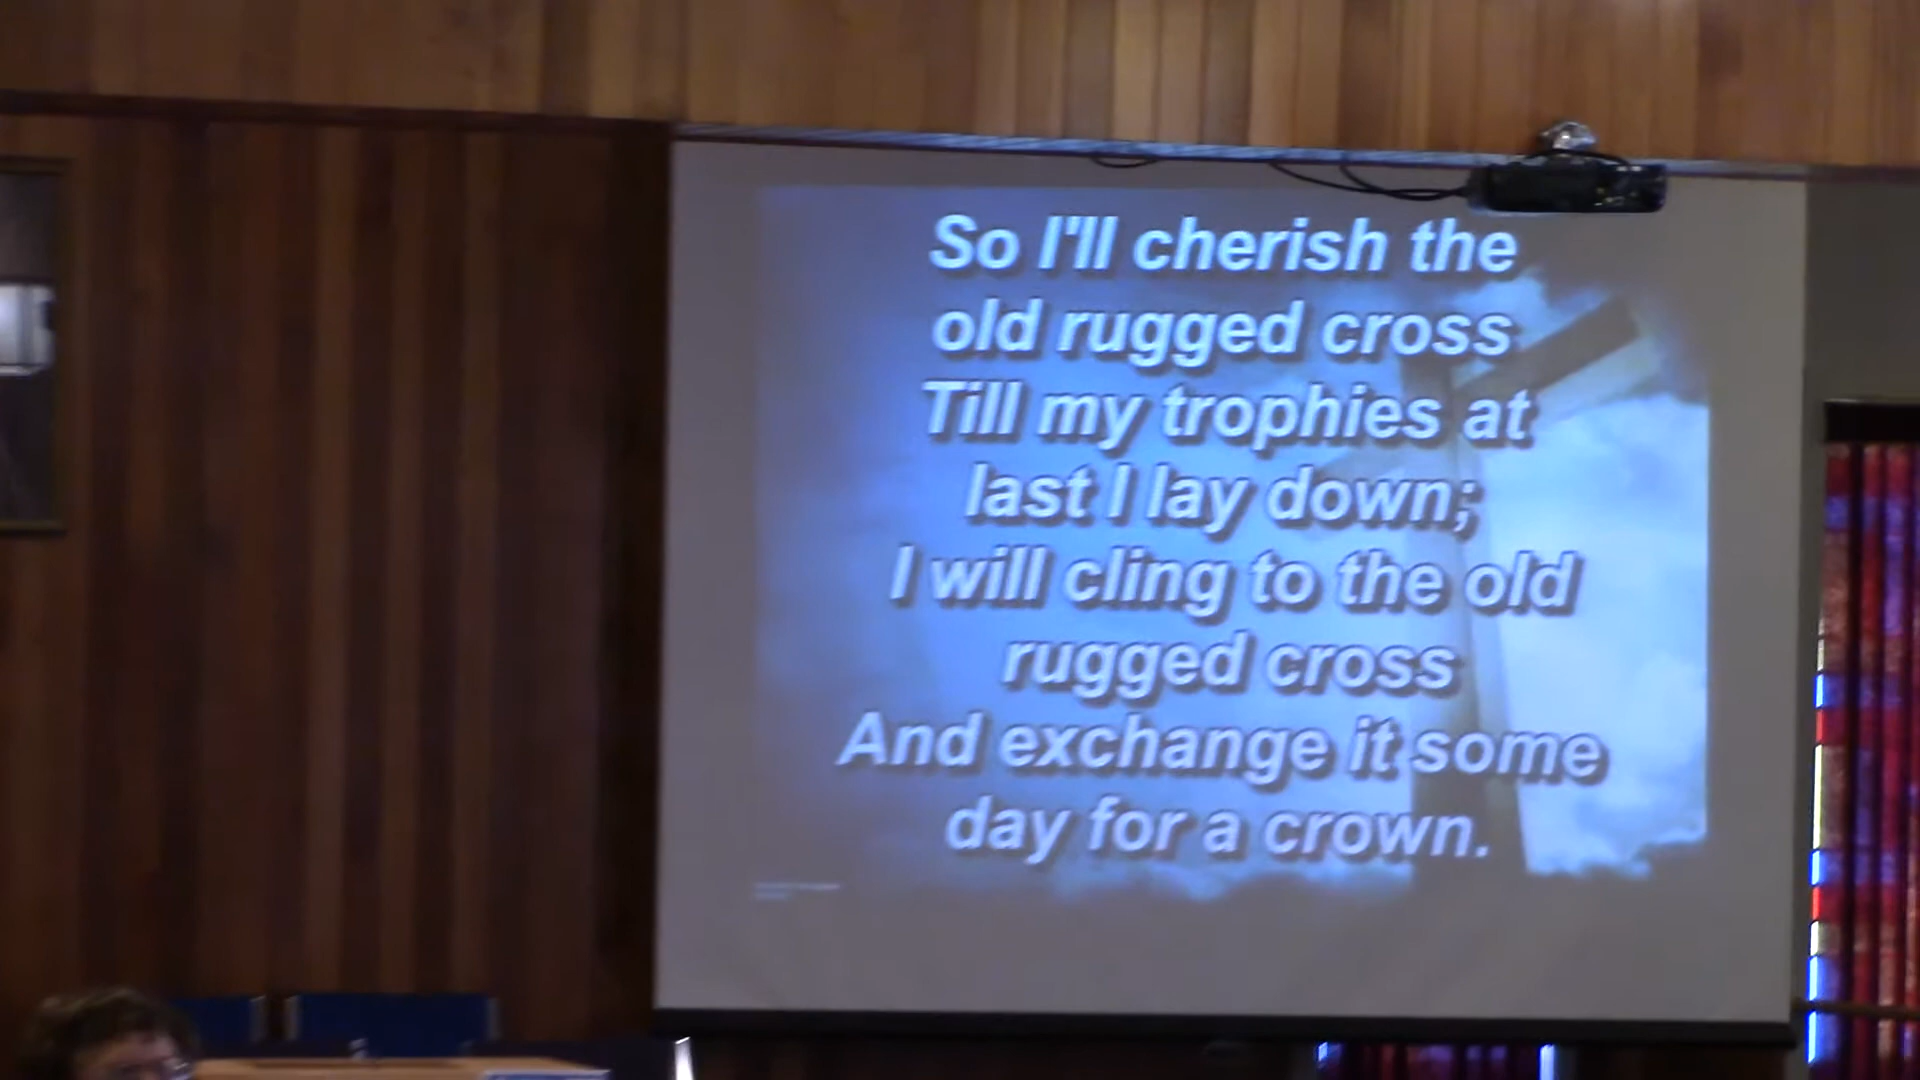 So I'll cherish the
old rugged cross
Till my trophies at
last I lay down;
I will cling to the old
rugged cross
And exchange it some
day for a crown.